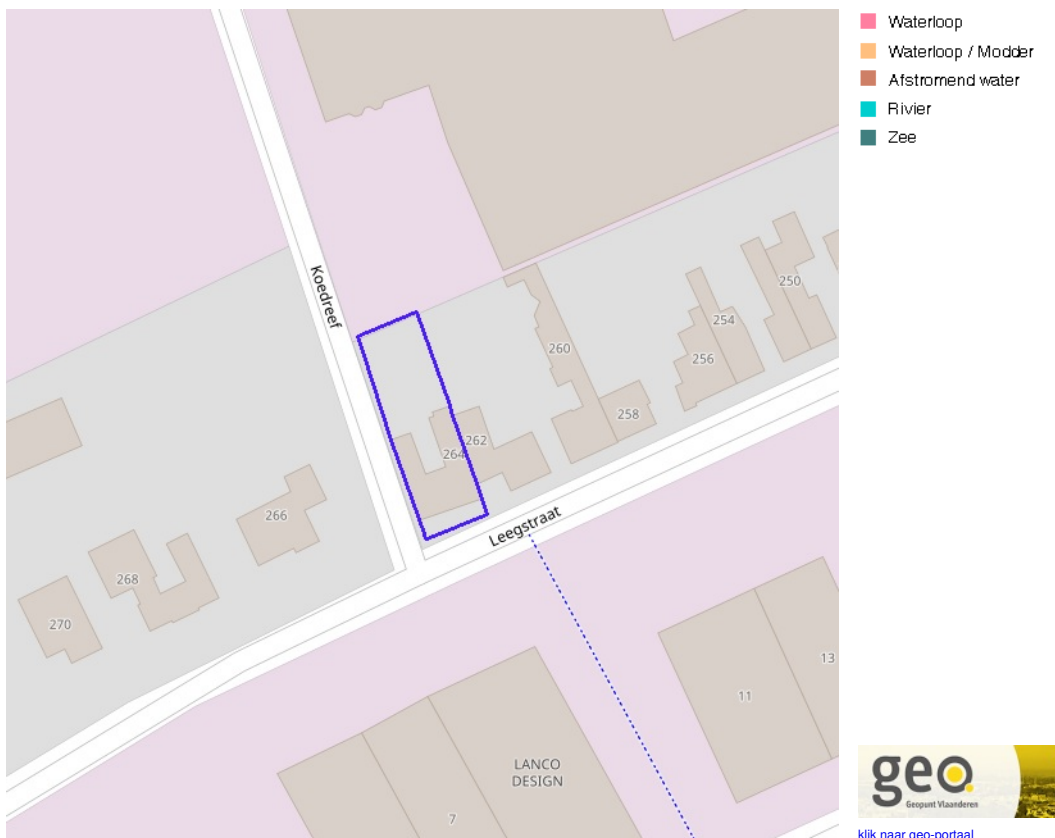 Waterloop
Waterloop / Modder
Afstromend water
Rivier
Zee
Koedreef
250
254
256
260
258
262
264
266
268
270
Leegstraat
13
11
LANCO
DESIGN
7
geo.
Geopunt Vlaanderen
klik naar geo-portaal